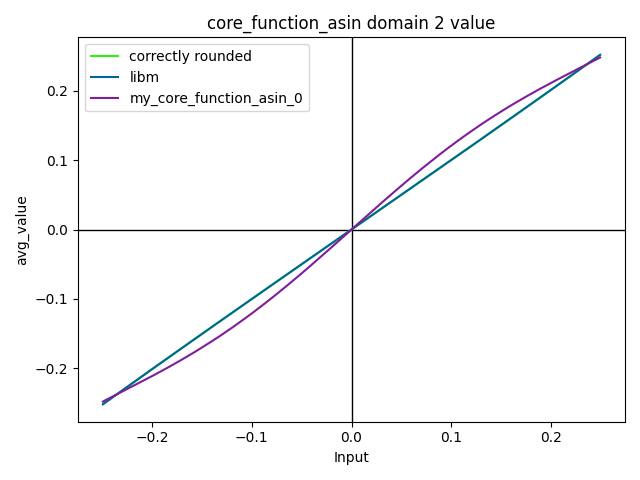 core_function_asin domain 2 value
correctly rounded
libm
my_core_function_asin_0
0.2
0.1
0.0
−0.1
−0.2
avg_value
−0.2
−0.1
0.0
0.1
0.2
Input